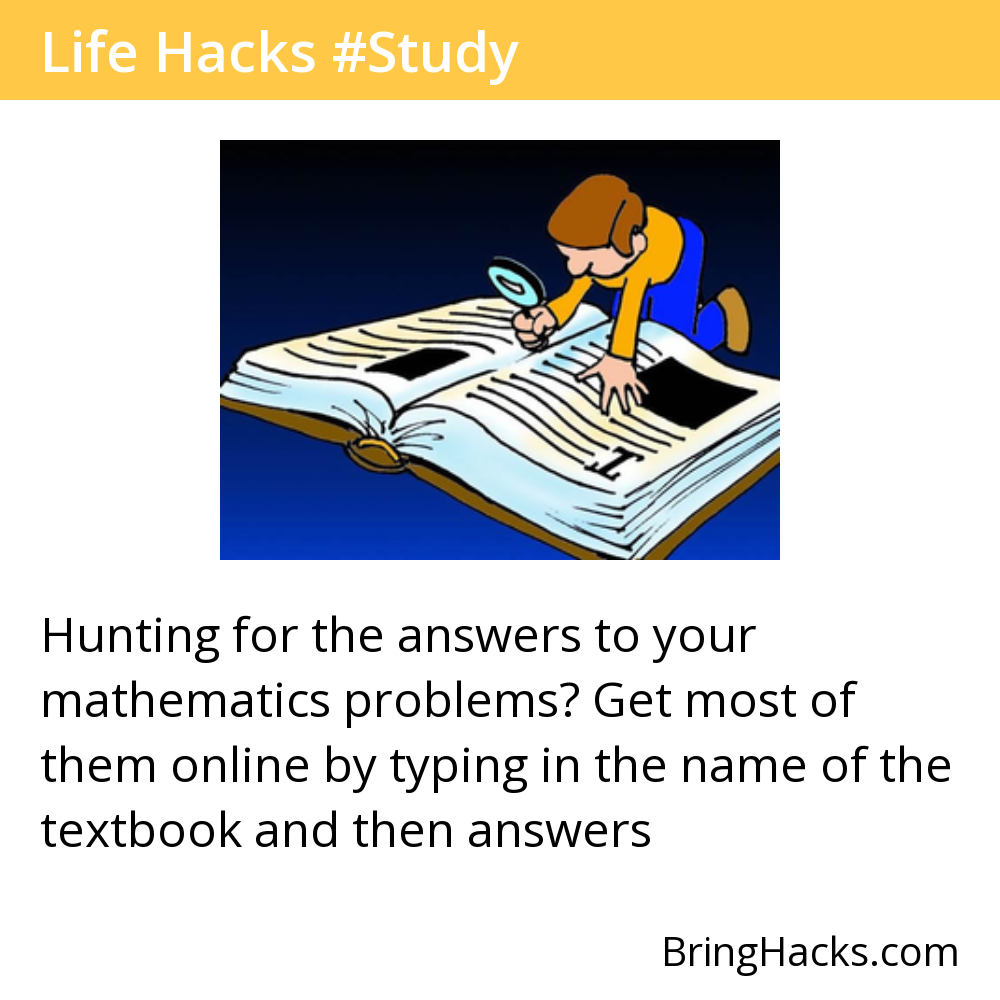 Life Hacks #Study
Hunting for the answers to your
mathematics problems? Get most of
them online by typing in the name of the
textbook and then answers
BringHacks.com